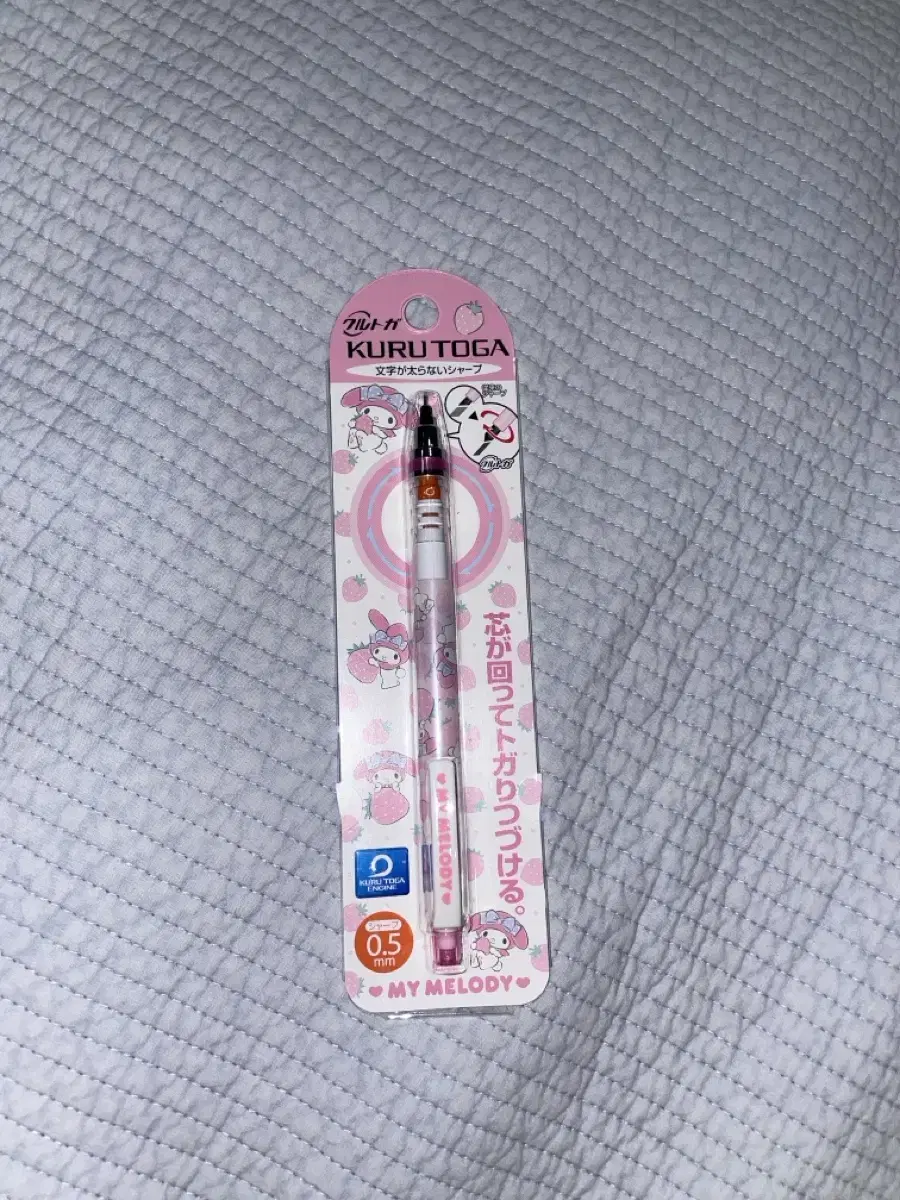 クルトガ
KURU TOGA
文字が太らないシャープ
クルトガ
芯が回ってトガりつづける。
♥ MY MELODY ♥
KURU TOGA
ENGINE
シャープ
0.5
mm
♥ MY MELODY ♥